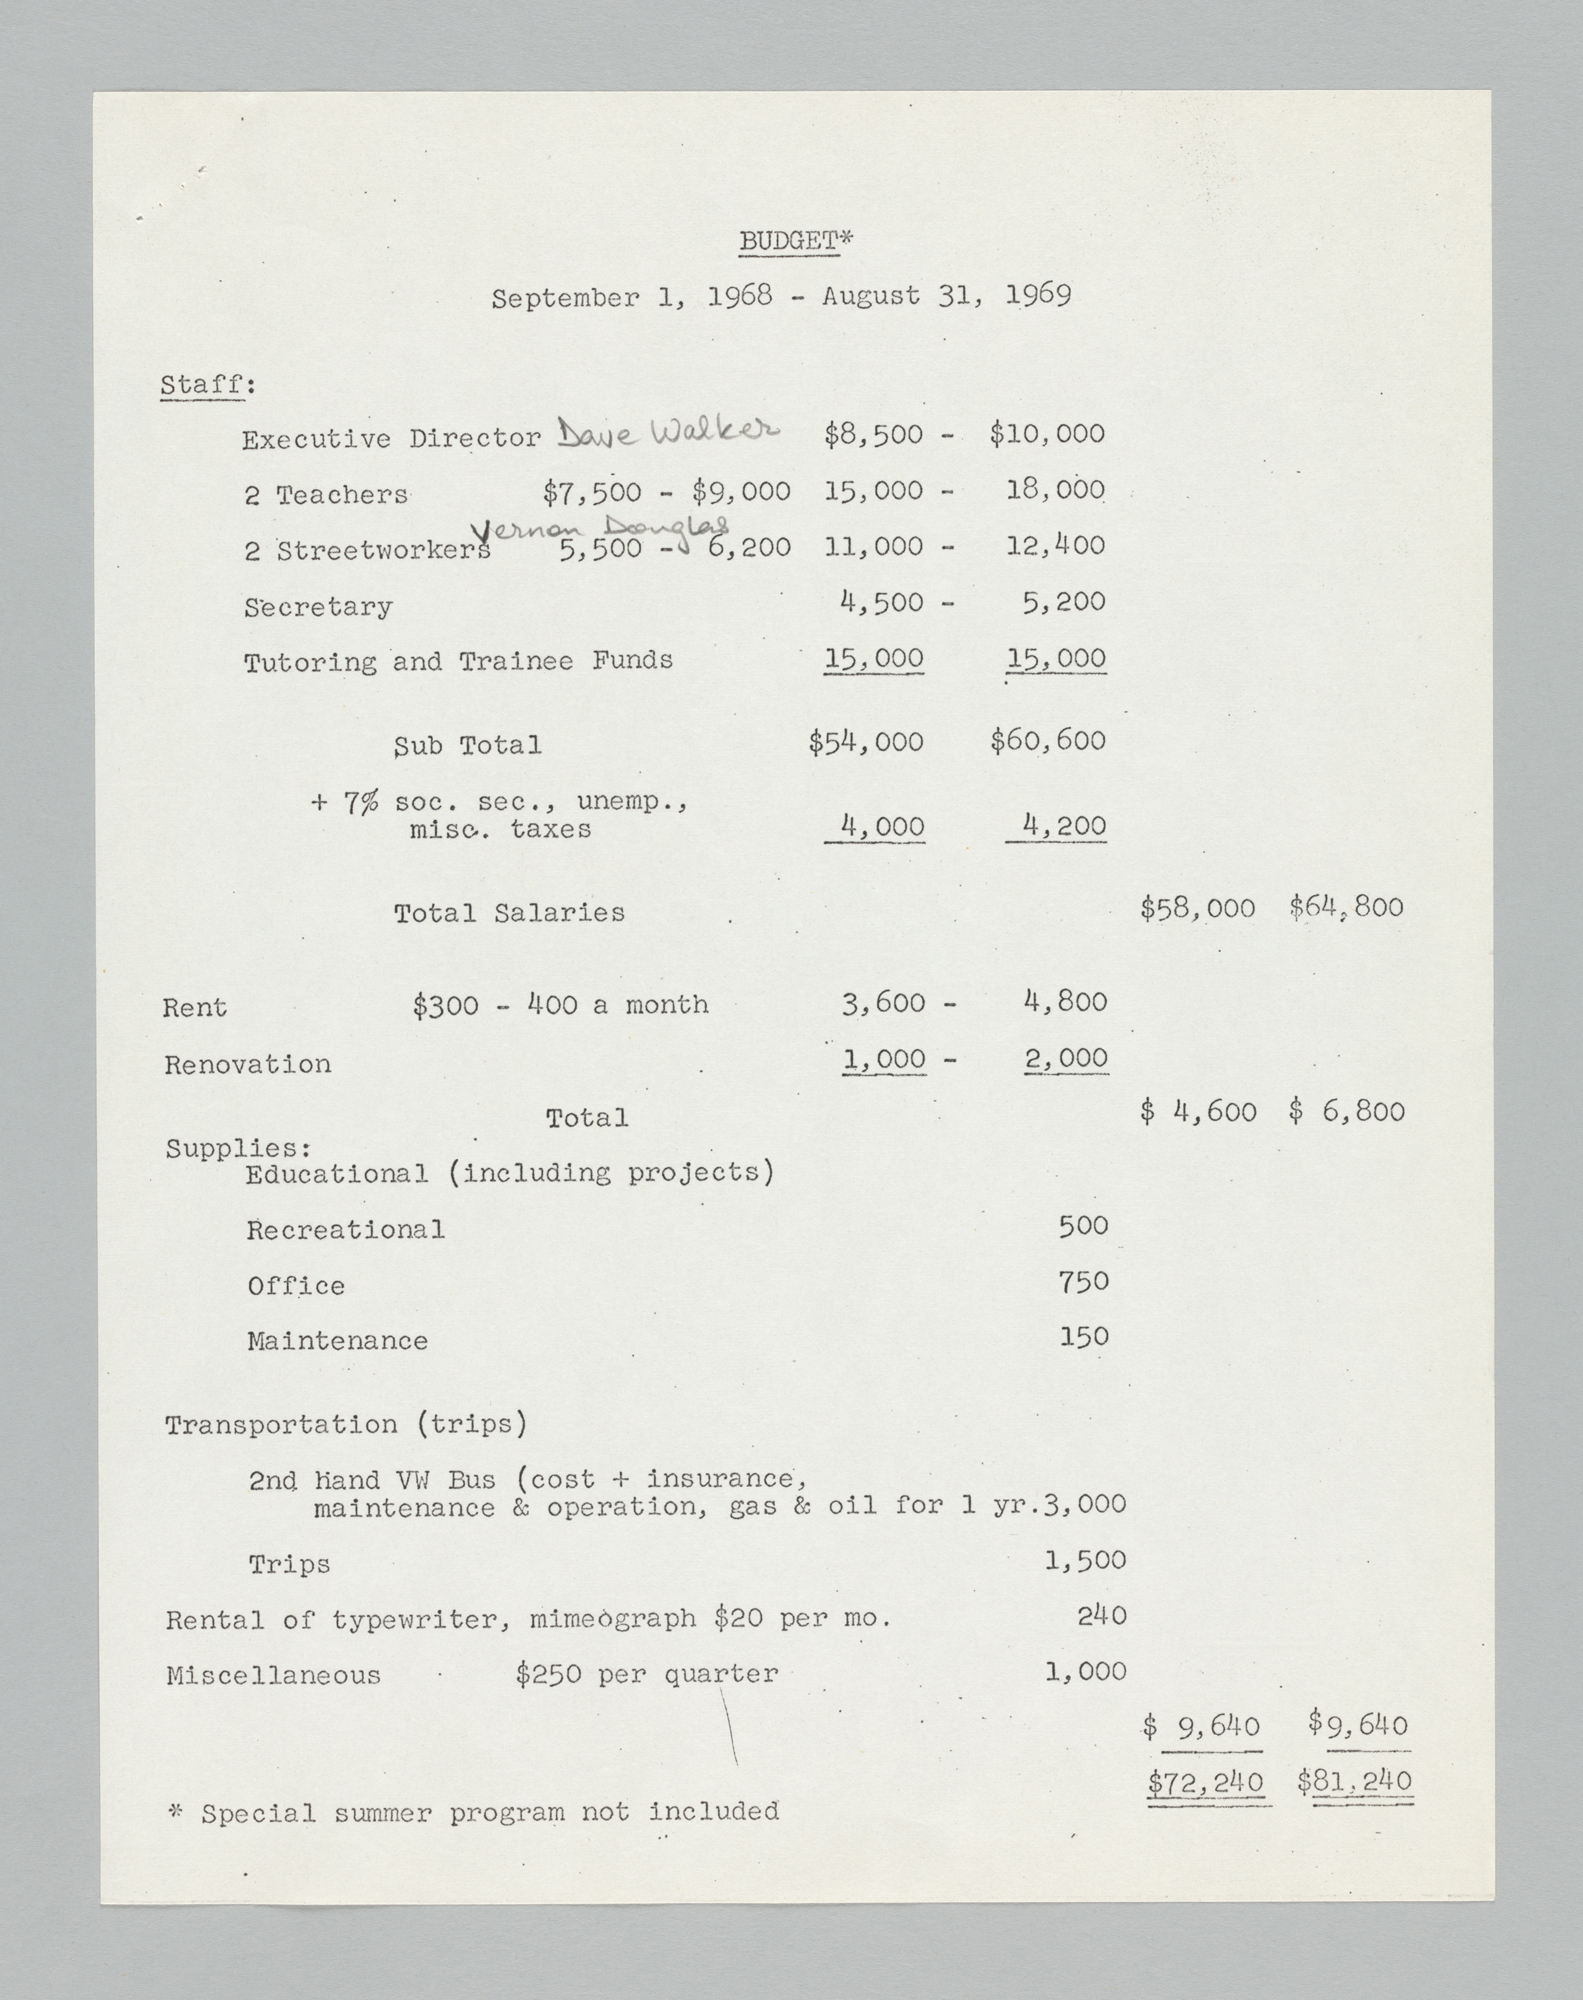 BUDGET*
September 1, 1968 - August 31, 1969
Staff:
Executive Director Dave Walker $8,500 - $10,000
2 Teachers $7,500 - $9,000 15,000 - 18,000
Vernon Douglas
2 Streetworkers 5,500 - 6,200 11,000 - 12,400
Secretary 4,500 - 5,200
Tutoring and Trainee Funds 15,000 15,000
Sub Total $54,000 $60,600
+ 7% soc. sec., unemp.,
misc. taxes 4,000 4,200
Total Salaries $58,000 $64,800
Rent $300 - 400 a month 3,600 - 4,800
Renovation 1,000 - 2,000
Total $ 4,600 $ 6,800
Supplies:
Educational (including projects)
Recreational 500
Office 750
Maintenance 150
Transportation (trips)
2nd hand VW Bus (cost + insurance,
maintenance & operation, gas & oil for 1 yr.3,000
Trips 1,500
Rental of typewriter, mimeograph $20 per mo. 240
Miscellaneous $250 per quarter 1,000
$ 9,640 $9,640
$72,240 $81,240
* Special summer program not included